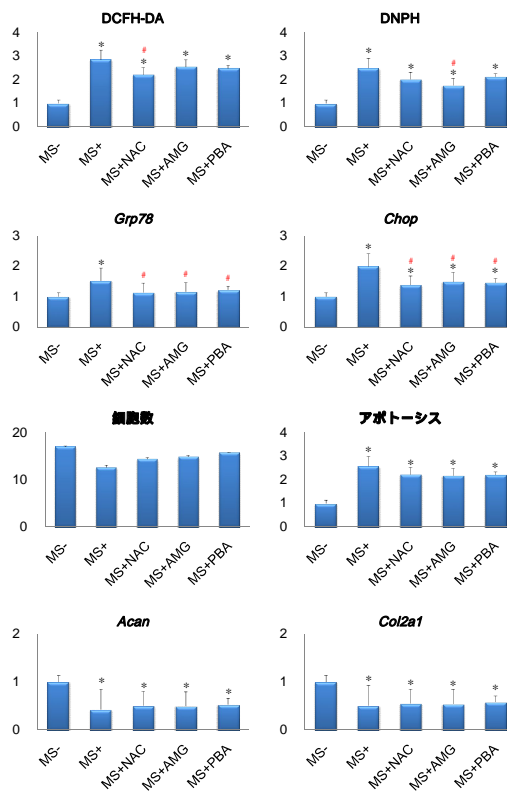 DCFH-DA
4
3
2
1
0
*
#
*
*
*
MS-
MS+
MS+NAC
MS+AMG
MS+PBA
DNPH
4
3
2
1
0
*
*
#
*
*
MS-
MS+
MS+NAC
MS+AMG
MS+PBA
Grp78
3
2
1
0
*
#
#
#
MS-
MS+
MS+NAC
MS+AMG
MS+PBA
Chop
3
2
1
0
*
#
*
#
*
#
*
MS-
MS+
MS+NAC
MS+AMG
MS+PBA
細胞数
20
10
0
MS-
MS+
MS+NAC
MS+AMG
MS+PBA
アポトーシス
4
3
2
1
0
*
*
*
*
MS-
MS+
MS+NAC
MS+AMG
MS+PBA
Acan
2
1
0
*
*
*
*
MS-
MS+
MS+NAC
MS+AMG
MS+PBA
Col2a1
2
1
0
*
*
*
*
MS-
MS+
MS+NAC
MS+AMG
MS+PBA